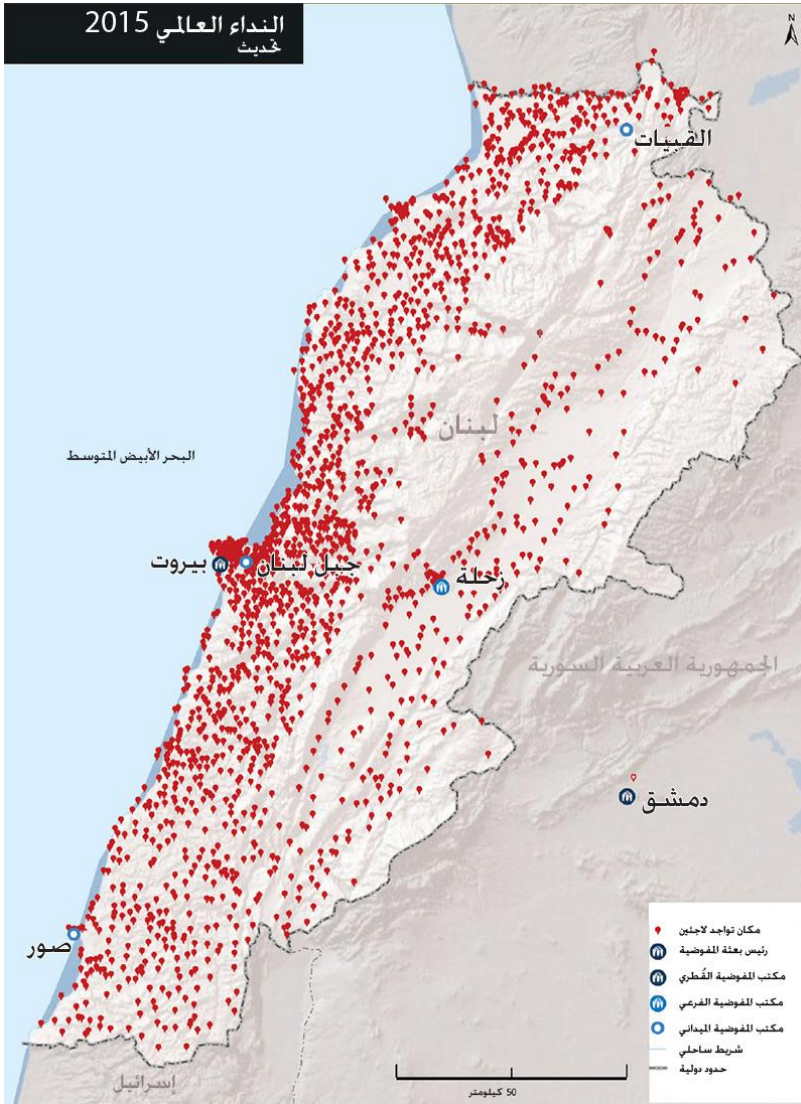 النداء العالمي 2015
تحديث
N
القبيات
لبنان
البحر الأبيض المتوسط
بيروت
جبل لبنان
زحلة
الجمهورية العربية السورية
دمشق
صور
إسرائيل
مكان تواجد لاجئين
رئيس بعثة المفوضية
مكتب المفوضية القُطري
مكتب المفوضية الفرعي
مكتب المفوضية الميداني
شريط ساحلي
حدود دولية
50 كيلومتر